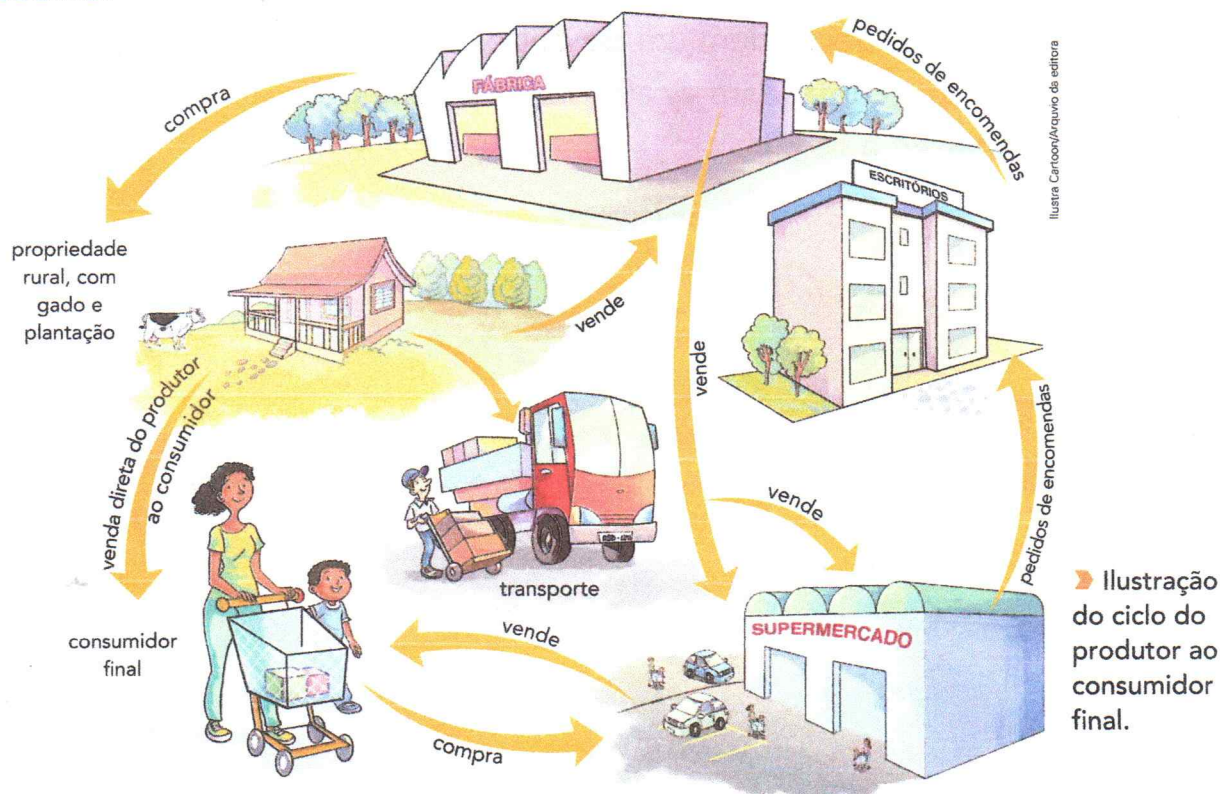 pedidos de encomendas
Ilustra Cartoon/Arquivo da editora
FÁBRICA
compra
ESCRITÓRIOS
propriedade
rural, com
gado e
plantação
vende
vende
venda direta do produtor
ao consumidor
vende
pedidos de encomendas
transporte
SUPERMERCADO
vende
consumidor
final
compra
Ilustração
do ciclo do
produtor ao
consumidor
final.